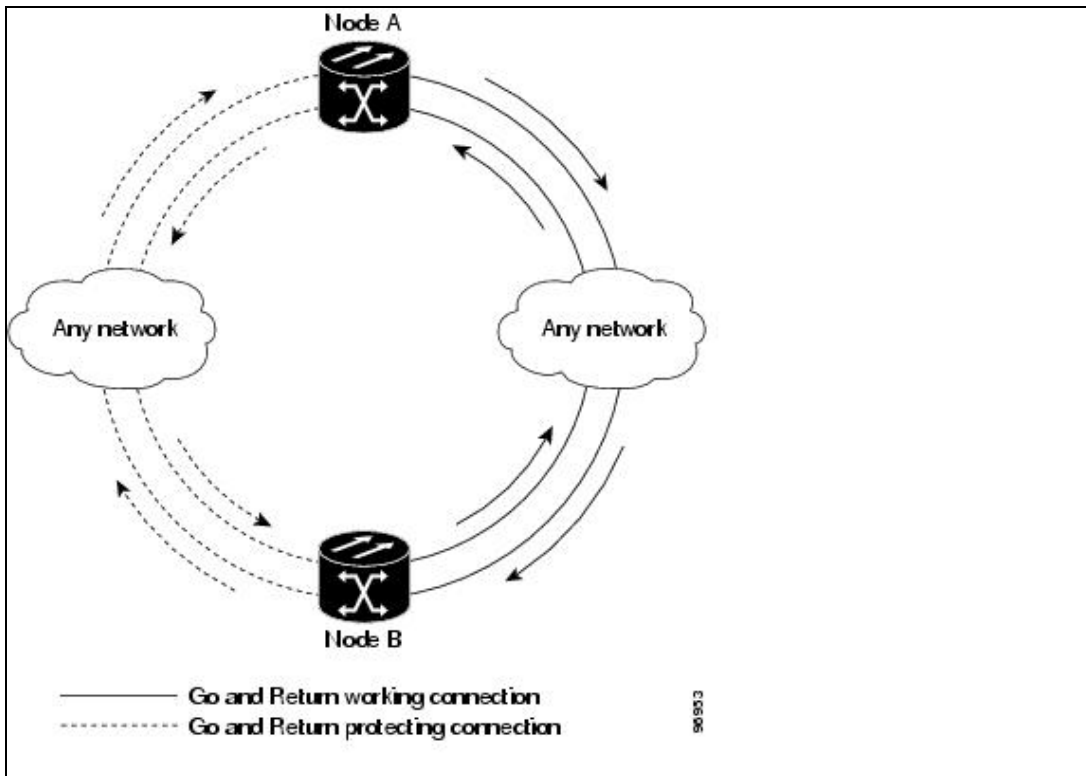 Node A
Any network
Any network
Node B
Go and Return working connection
Go and Return protecting connection
96953